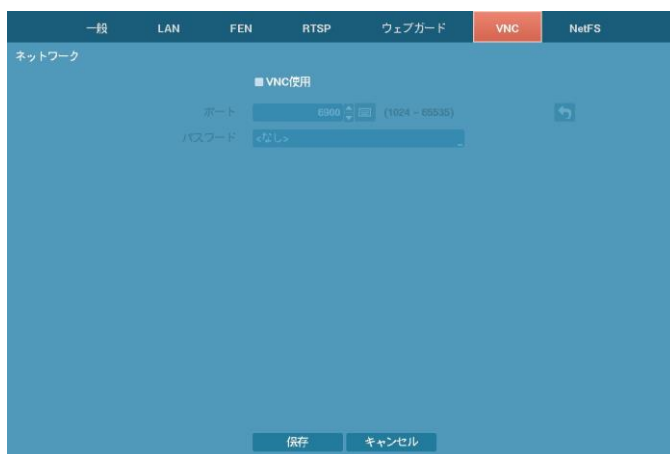 一般 LAN FEN RTSP ウェブガード VNC NetFS
ネットワーク
VNC使用
ポート 6900 (1024 ~ 65535)
パスワード <なし>
保存 キャンセル